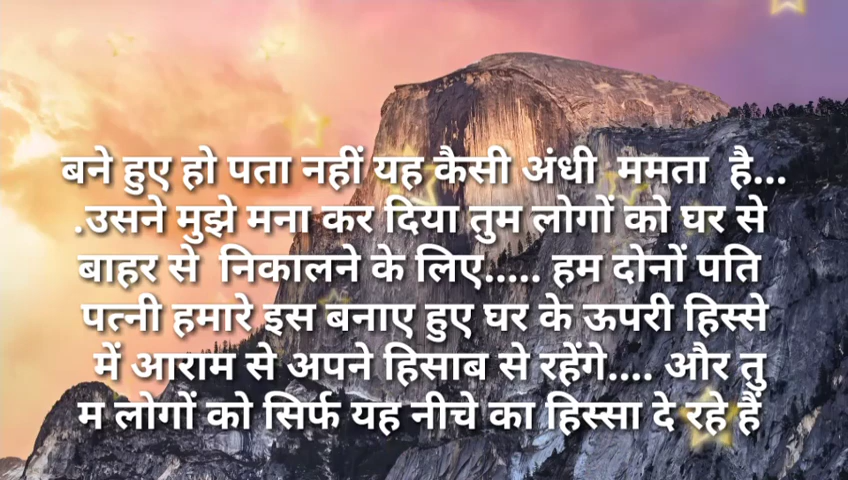 बने हुए हो पता नहीं यह कैसी अंधी  ममता  है...
.उसने मुझे मना कर दिया तुम लोगों को घर से
बाहर से  निकालने के लिए..... हम दोनों पति
पत्नी हमारे इस बनाए हुए घर के ऊपरी हिस्से
में आराम से अपने हिसाब से रहेंगे.... और तु
म लोगों को सिर्फ यह नीचे का हिस्सा दे रहे हैं